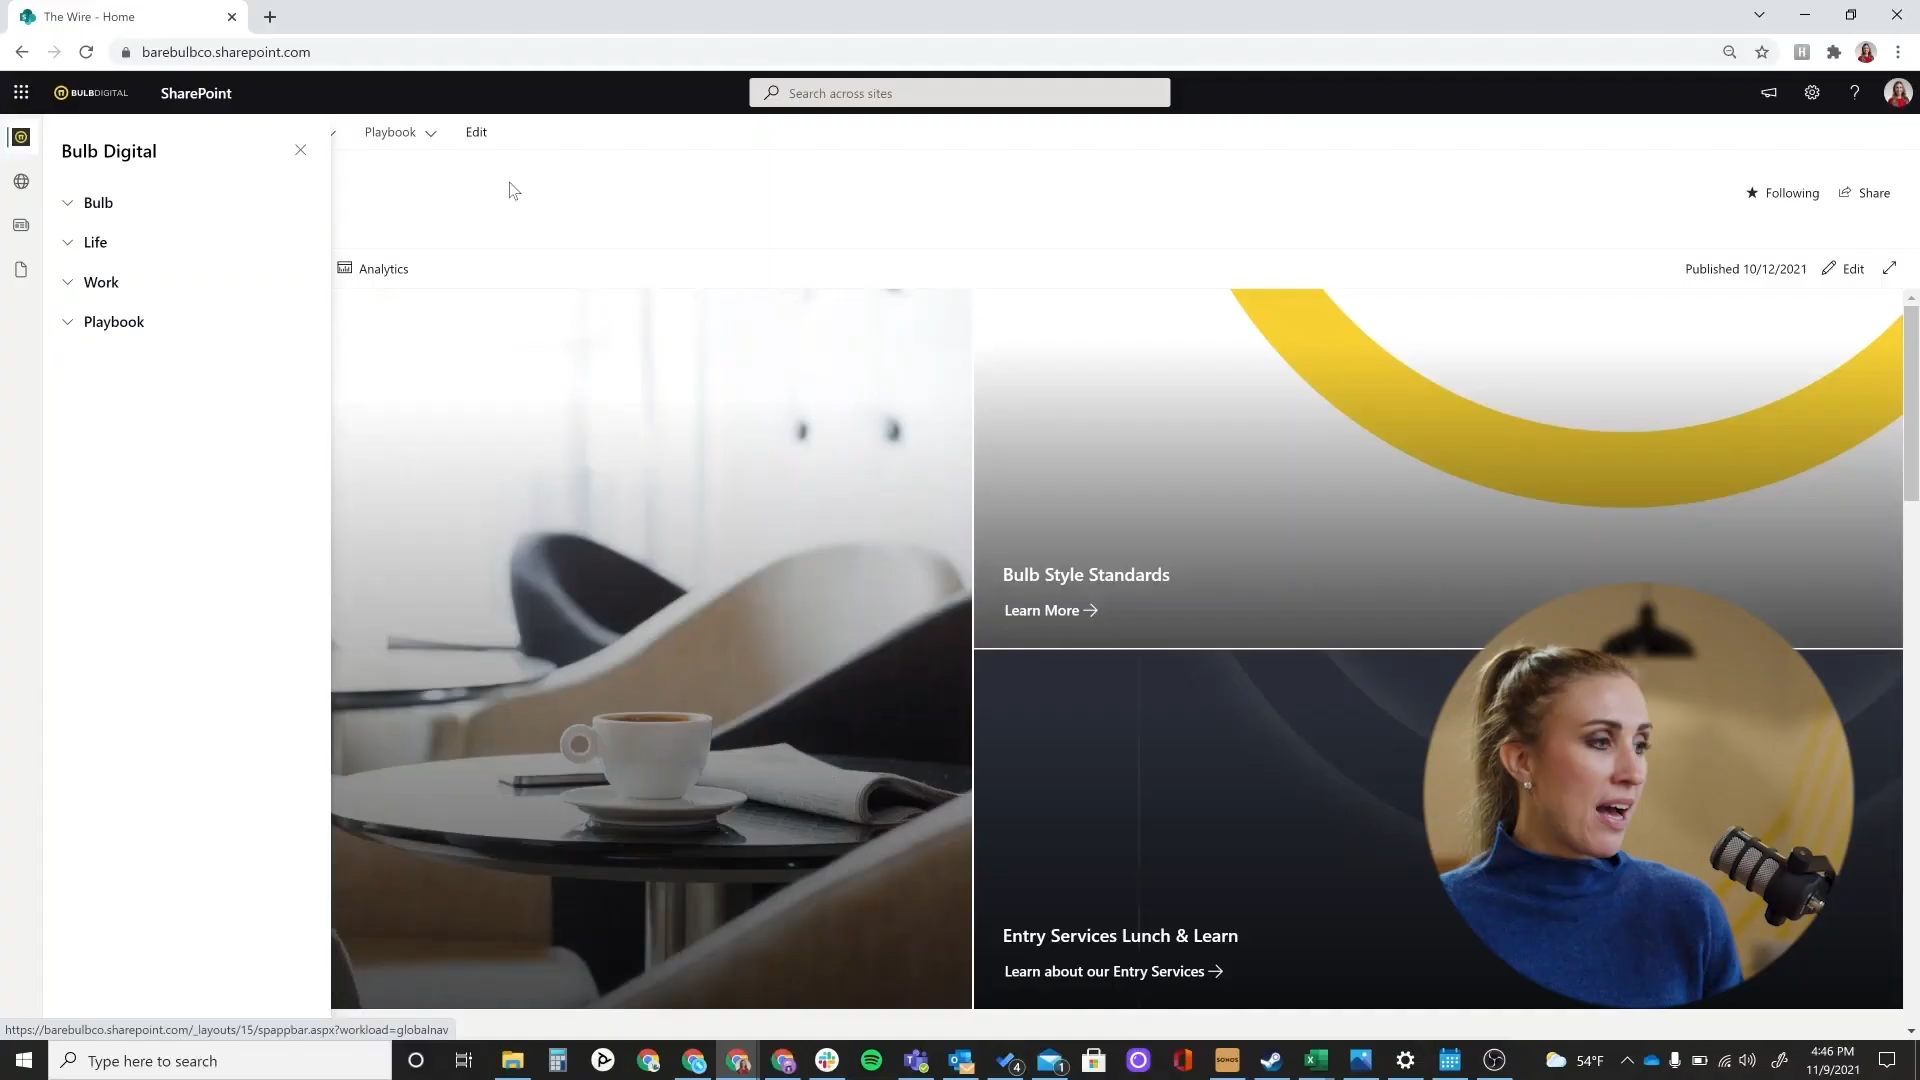 The Wire - Home
barebulbco.sharepoint.com
BULBDIGITAL
SharePoint
Search across sites
Bulb Digital
Bulb
Life
Work
Playbook
Playbook
Edit
Following
Share
Analytics
Published 10/12/2021
Edit
Bulb Style Standards
Learn More
Entry Services Lunch & Learn
Learn about our Entry Services
https://barebulbco.sharepoint.com/_layouts/15/spappbar.aspx?workload=globalnav
Type here to search
SONOS
4
1
54°F
4:46 PM
11/9/2021